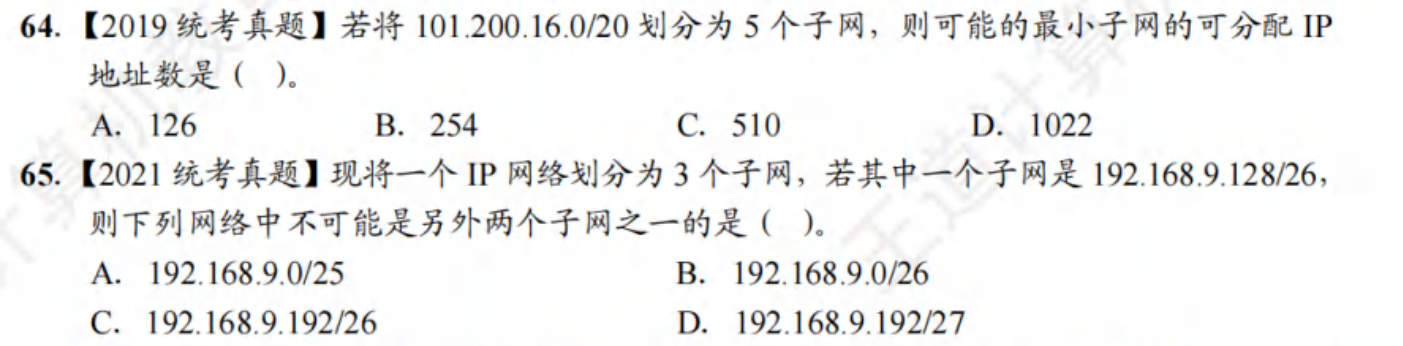 64. 【2019 统考真题】若将 101.200.16.0/20 划分为 5 个子网，则可能的最小子网的可分配 IP
地址数是（ ）。
A. 126 B. 254 C. 510 D. 1022
65. 【2021 统考真题】现将一个 IP 网络划分为 3 个子网，若其中一个子网是 192.168.9.128/26，
则下列网络中不可能是另外两个子网之一的是（ ）。
A. 192.168.9.0/25 B. 192.168.9.0/26
C. 192.168.9.192/26 D. 192.168.9.192/27